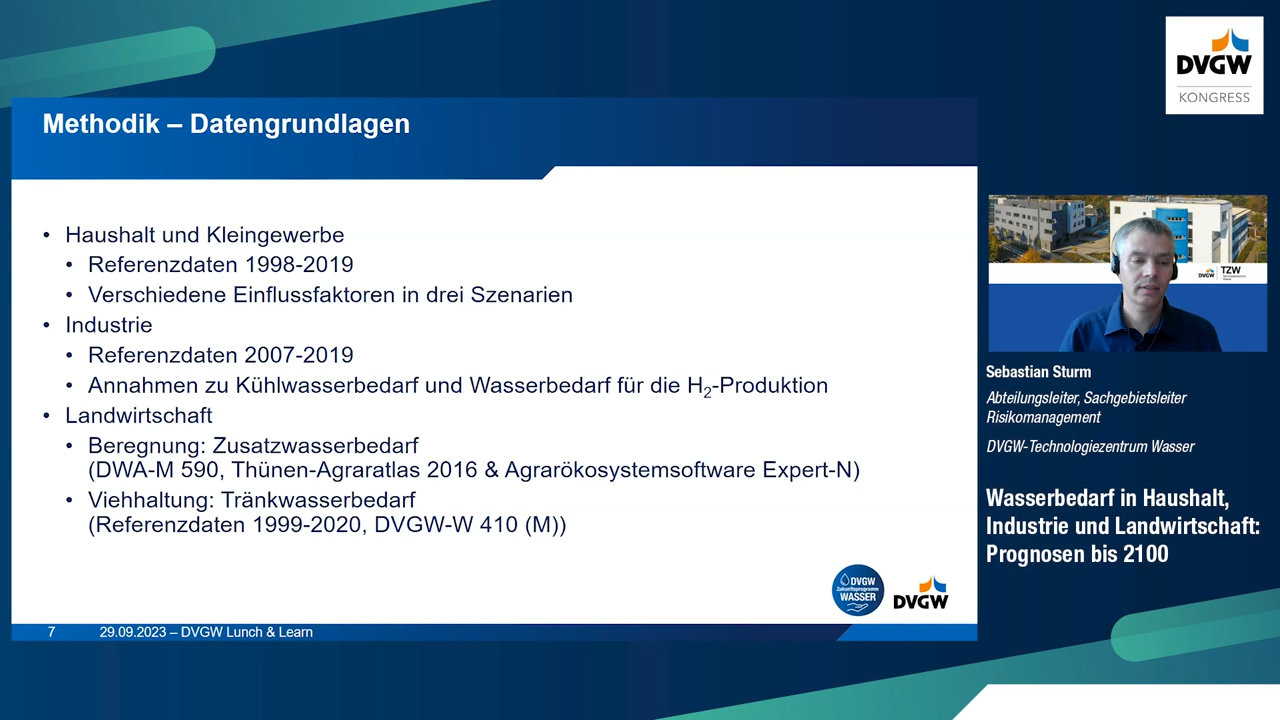 DVGW
KONGRESS
Methodik – Datengrundlagen
• Haushalt und Kleingewerbe
• Referenzdaten 1998-2019
• Verschiedene Einflussfaktoren in drei Szenarien
• Industrie
• Referenzdaten 2007-2019
• Annahmen zu Kühlwasserbedarf und Wasserbedarf für die H₂-Produktion
• Landwirtschaft
• Beregnung: Zusatzwasserbedarf
(DWA-M 590, Thünen-Agraratlas 2016 & Agrarökosystemsoftware Expert-N)
• Viehhaltung: Tränkwasserbedarf
(Referenzdaten 1999-2020, DVGW-W 410 (M))
DVGW
Zukunftsprogramm
WASSER
DVGW
7 29.09.2023 – DVGW Lunch & Learn
DVGW TZW
Sebastian Sturm
Abteilungsleiter, Sachgebietsleiter
Risikomanagement
DVGW-Technologiezentrum Wasser
Wasserbedarf in Haushalt,
Industrie und Landwirtschaft:
Prognosen bis 2100